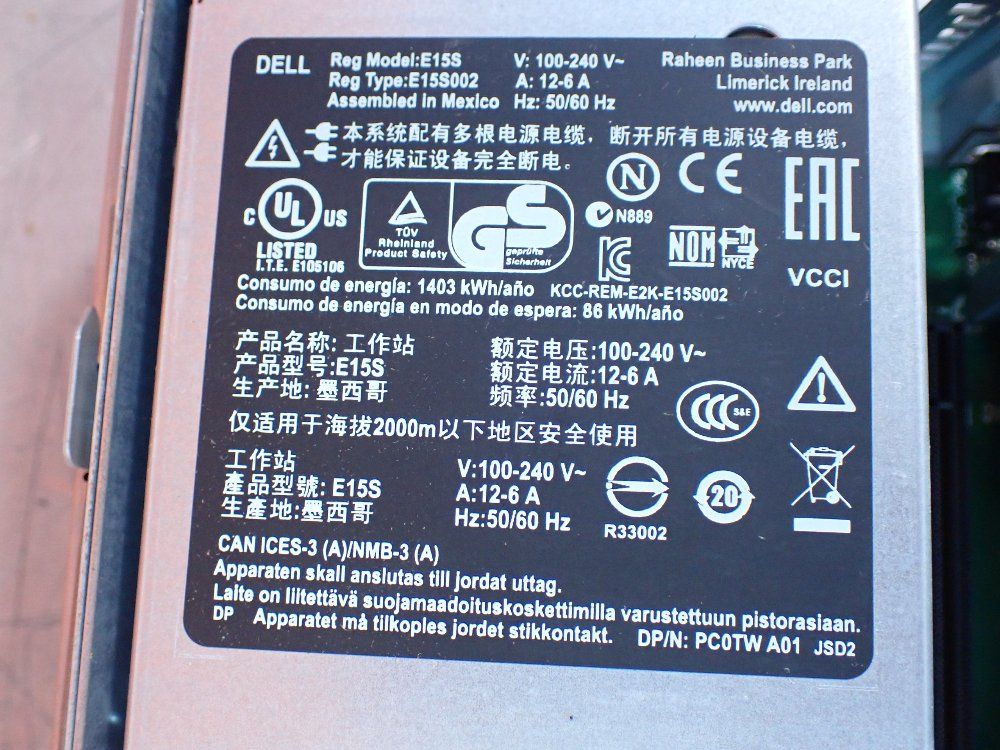 DELL
Reg Model:E15S
Reg Type:E15S002
Assembled in Mexico
V: 100-240 V~
A: 12-6 A
Hz: 50/60 Hz
Raheen Business Park
Limerick Ireland
www.dell.com
本系统配有多根电源电缆，断开所有电源设备电缆，
才能保证设备完全断电。
N
CE
EAC
C UL US
LISTED
I.T.E. E105106
TÜV
Rheinland
Product Safety
GS
geprüfte
Sicherheit
N889
KC
NOM
NYCE
VCCI
Consumo de energía: 1403 kWh/año KCC-REM-E2K-E15S002
Consumo de energía en modo de espera: 86 kWh/año
产品名称: 工作站
产品型号:E15S
生产地: 墨西哥
额定电压:100-240 V~
额定电流:12-6 A
频率:50/60 Hz
CCC S&E
仅适用于海拔2000m以下地区安全使用
工作站
產品型號: E15S
生產地:墨西哥
V:100-240 V~
A:12-6 A
Hz:50/60 Hz
R33002
20
CAN ICES-3 (A)/NMB-3 (A)
Apparaten skall anslutas till jordat uttag.
Laite on liitettävä suojamaadoituskoskettimilla varustettuun pistorasiaan.
DP Apparatet må tilkoples jordet stikkontakt. DP/N: PC0TW A01 JSD2